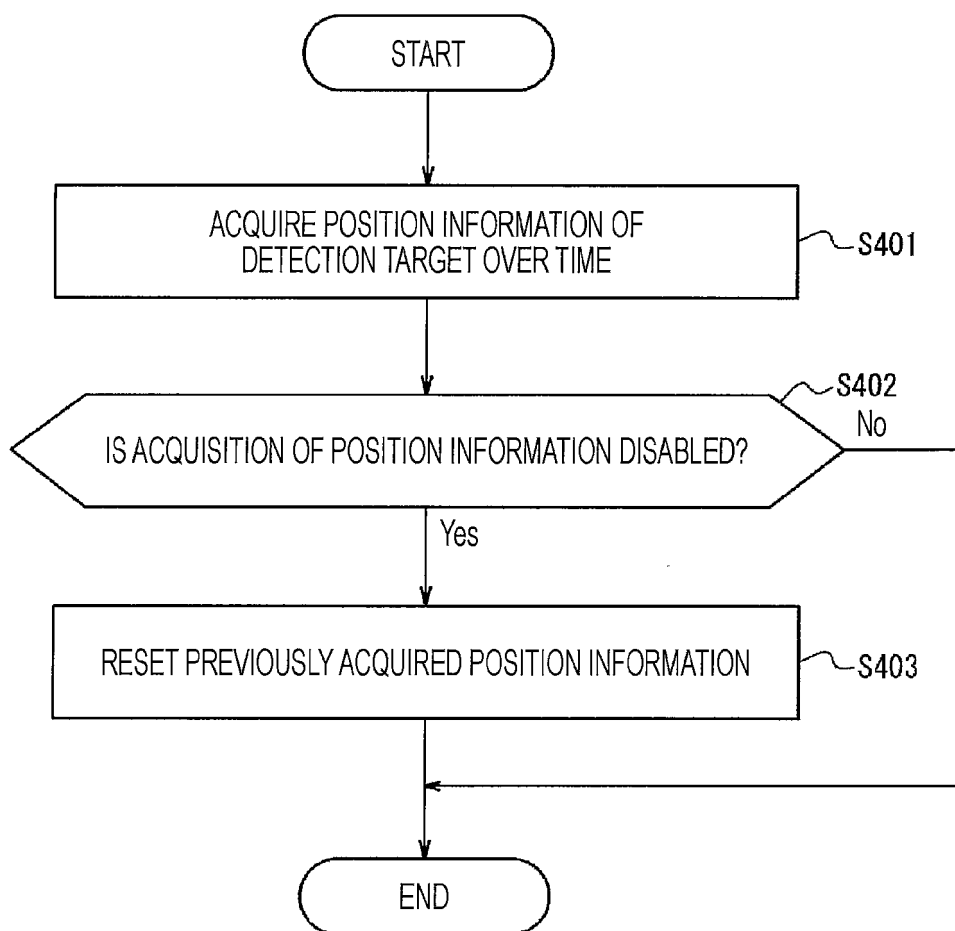 START
ACQUIRE POSITION INFORMATION OF
DETECTION TARGET OVER TIME
S401
S402
No
IS ACQUISITION OF POSITION INFORMATION DISABLED?
Yes
RESET PREVIOUSLY ACQUIRED POSITION INFORMATION
S403
END